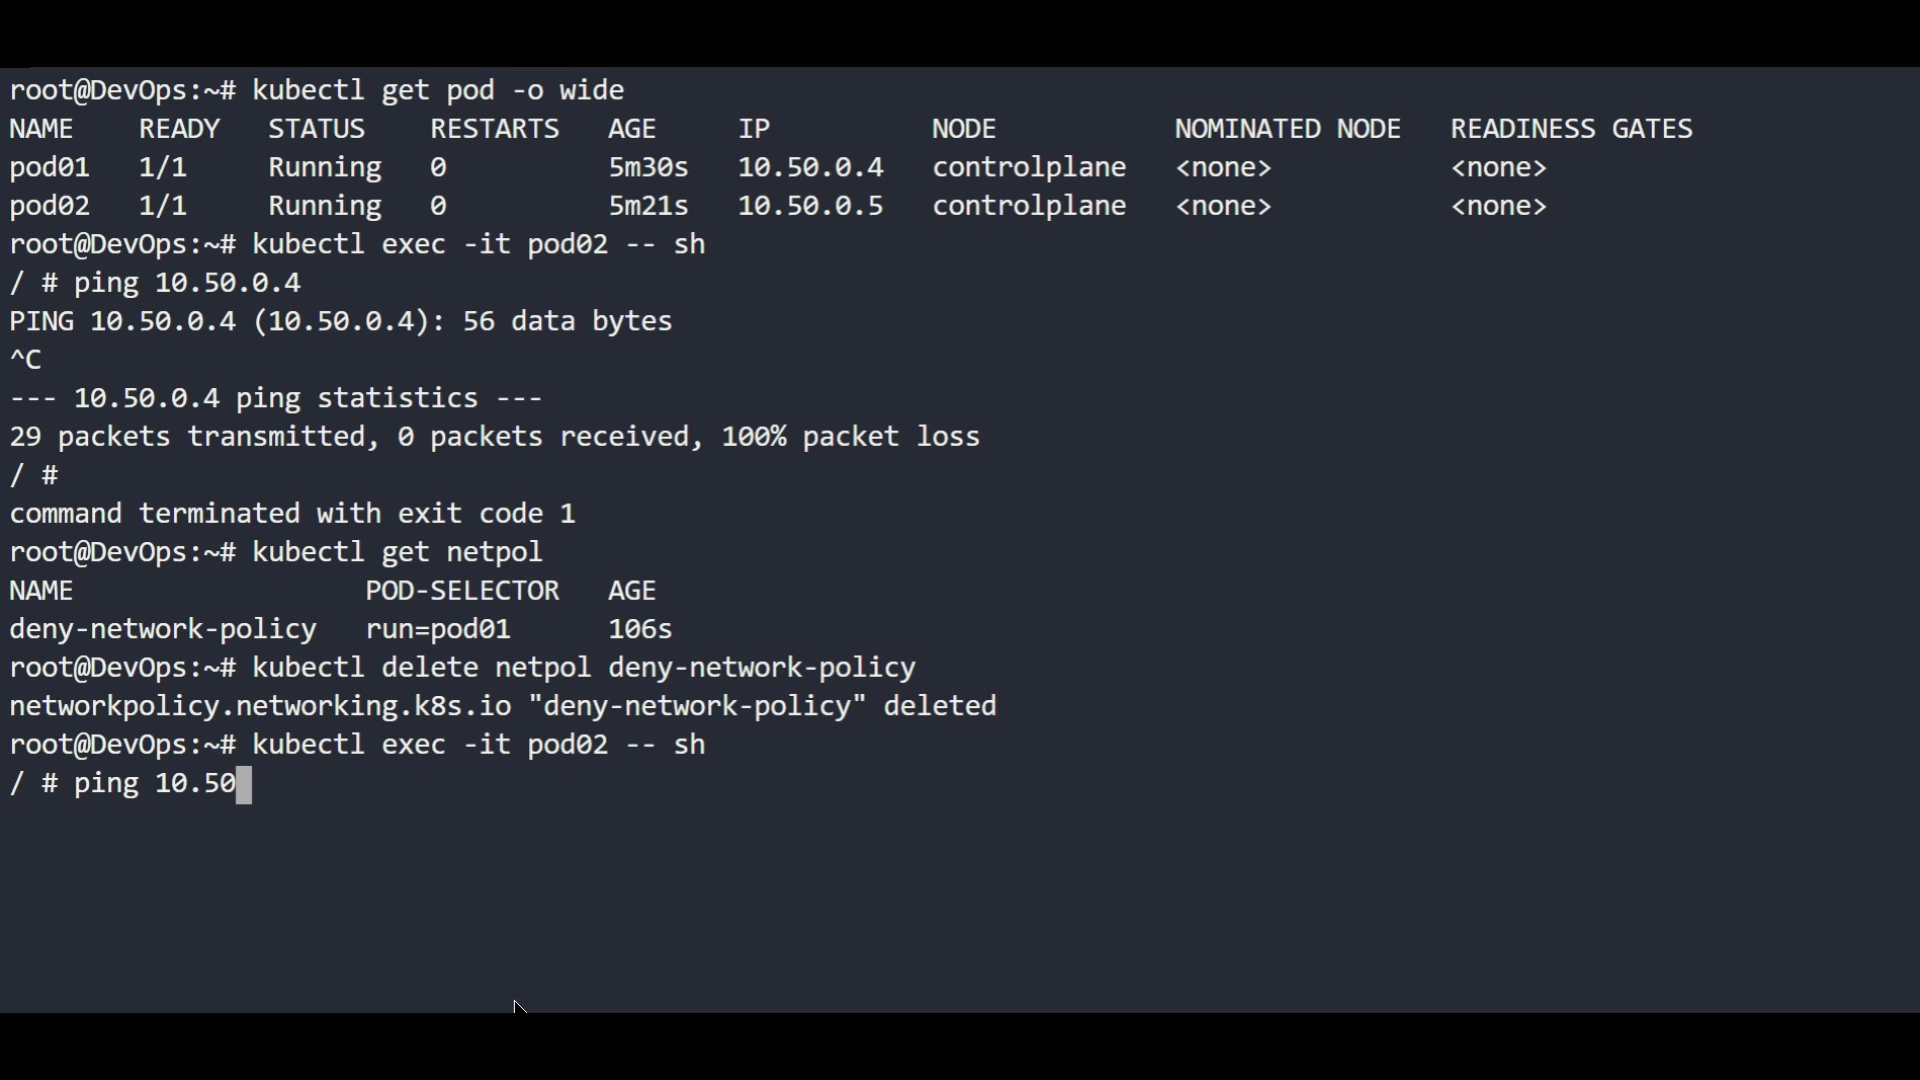 root@DevOps:~# kubectl get pod -o wide
NAME    READY   STATUS    RESTARTS   AGE     IP          NODE           NOMINATED NODE   READINESS GATES
pod01   1/1     Running   0          5m30s   10.50.0.4   controlplane   <none>           <none>
pod02   1/1     Running   0          5m21s   10.50.0.5   controlplane   <none>           <none>
root@DevOps:~# kubectl exec -it pod02 -- sh
/ # ping 10.50.0.4
PING 10.50.0.4 (10.50.0.4): 56 data bytes
^C
--- 10.50.0.4 ping statistics ---
29 packets transmitted, 0 packets received, 100% packet loss
/ #
command terminated with exit code 1
root@DevOps:~# kubectl get netpol
NAME                  POD-SELECTOR   AGE
deny-network-policy   run=pod01      106s
root@DevOps:~# kubectl delete netpol deny-network-policy
networkpolicy.networking.k8s.io "deny-network-policy" deleted
root@DevOps:~# kubectl exec -it pod02 -- sh
/ # ping 10.50